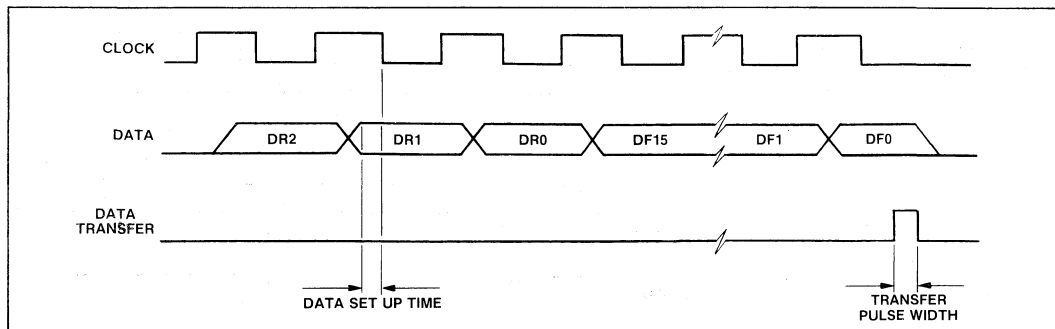 CLOCK
DATA
DR2 DR1 DR0 DF15 DF1 DF0
DATA
TRANSFER
DATA SET UP TIME
TRANSFER
PULSE WIDTH